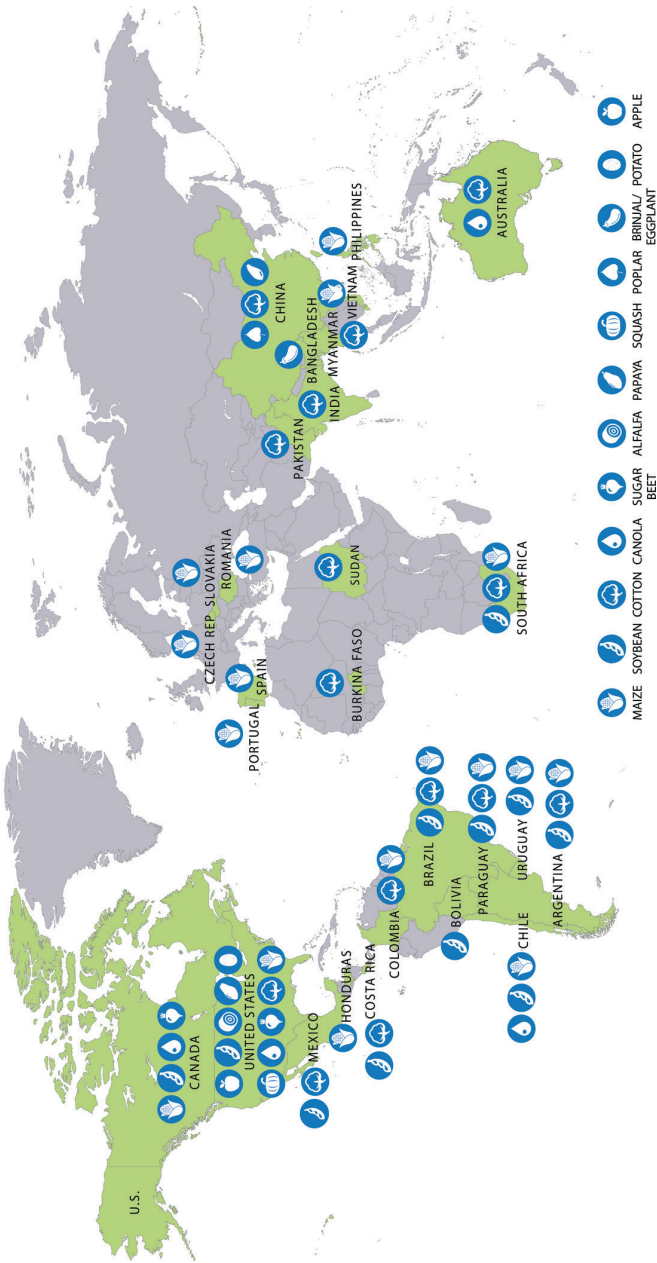 U.S.
CANADA
UNITED STATES
MEXICO
HONDURAS
COSTA RICA
COLOMBIA
BRAZIL
BOLIVIA
PARAGUAY
CHILE
URUGUAY
ARGENTINA
PORTUGAL
SPAIN
CZECH REP.
SLOVAKIA
ROMANIA
BURKINA FASO
SUDAN
SOUTH AFRICA
PAKISTAN
INDIA
BANGLADESH
MYANMAR
CHINA
VIETNAM
PHILIPPINES
AUSTRALIA
MAIZE
SOYBEAN
COTTON
CANOLA
SUGAR
BEET
ALFALFA
PAPAYA
SQUASH
POPLAR
BRINJAL/
EGGPLANT
POTATO
APPLE